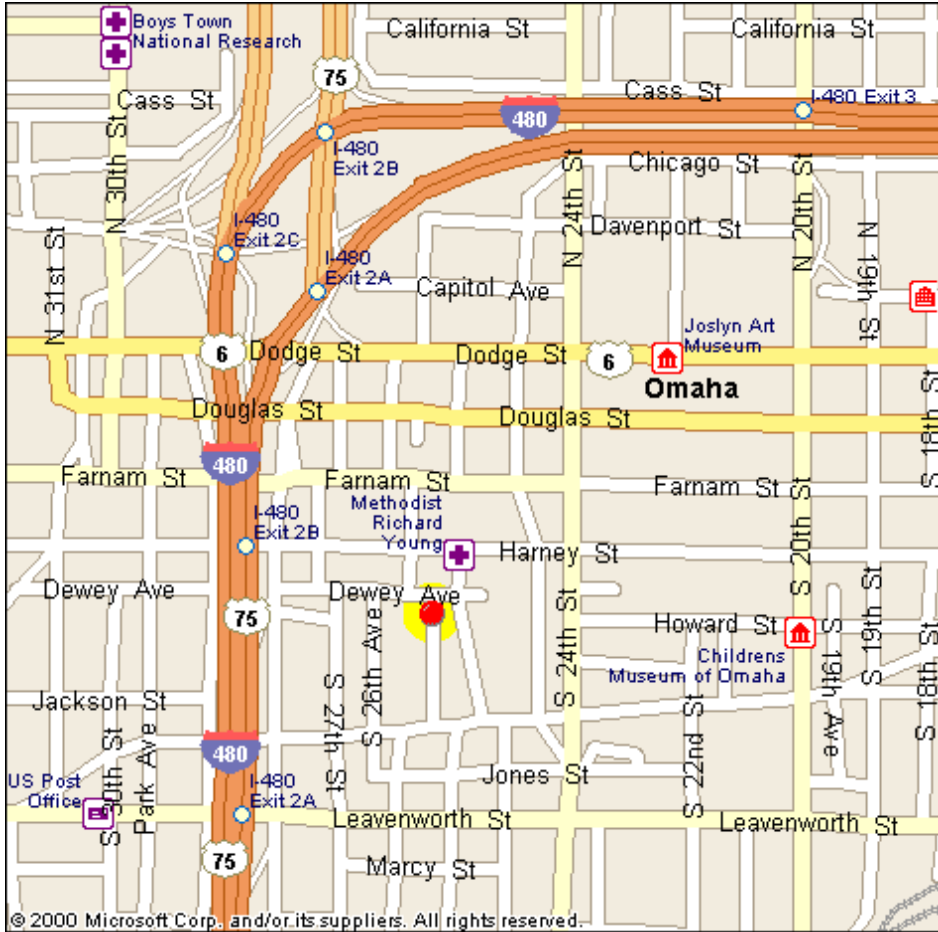 Boys Town
National Research
California St
California St
75
Cass St
Cass St
I-480 Exit 3
480
I-480
Exit 2B
Chicago St
N 30th St
N 24th St
N 20th St
Davenport St
I-480
Exit 2C
N 31st St
N 19th St
I-480
Exit 2A
Capitol Ave
Joslyn Art
Museum
6
Dodge St
Dodge St
6
Omaha
Douglas St
Douglas St
S 18th St
480
Farnam St
Farnam St
Farnam St
Methodist
Richard
Young
I-480
Exit 2B
Harney St
S 20th St
Dewey Ave
Dewey Ave
75
Howard St
S 26th Ave
S 24th St
S 19th St
S 19th Ave
Childrens
Museum of Omaha
S 18th St
Jackson St
S 27th St
S 22nd St
480
S 30th St
Park Ave
US Post
Office
I-480
Exit 2A
Jones St
Leavenworth St
Leavenworth St
75
Marcy St
© 2000 Microsoft Corp. and/or its suppliers. All rights reserved.